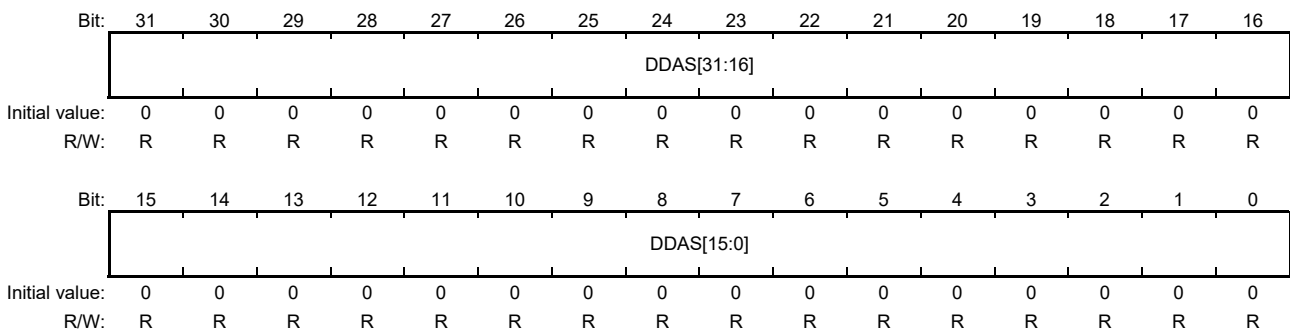 Bit: 31 30 29 28 27 26 25 24 23 22 21 20 19 18 17 16
DDAS[31:16]
Initial value: 0 0 0 0 0 0 0 0 0 0 0 0 0 0 0 0
R/W: R R R R R R R R R R R R R R R R
Bit: 15 14 13 12 11 10 9 8 7 6 5 4 3 2 1 0
DDAS[15:0]
Initial value: 0 0 0 0 0 0 0 0 0 0 0 0 0 0 0 0
R/W: R R R R R R R R R R R R R R R R